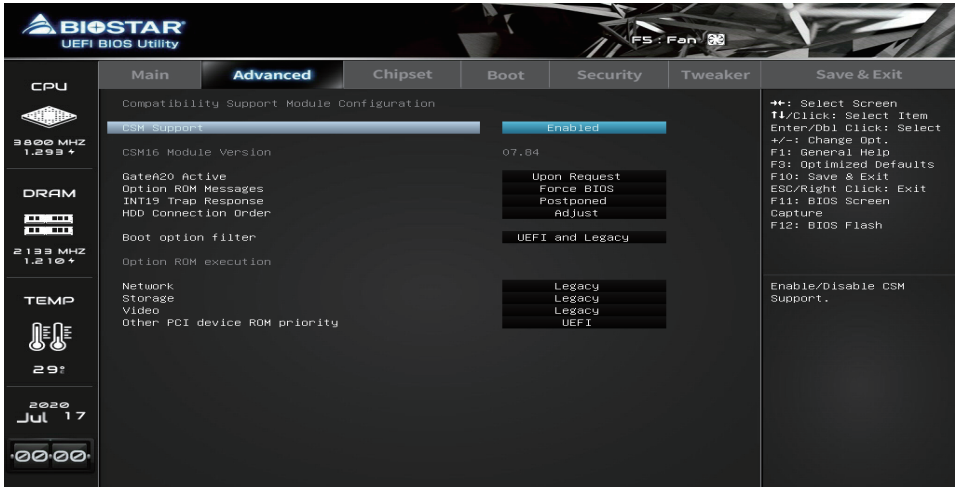 BIOSTAR
UEFI BIOS Utility
F5 : Fan
Main Advanced Chipset Boot Security Tweaker Save & Exit
CPU
3800 MHZ
1.293
DRAM
2133 MHZ
1.210
TEMP
29
2020
Jul 17
00:00
Compatibility Support Module Configuration
CSM Support Enabled
CSM16 Module Version 07.84
GateA20 Active Upon Request
Option ROM Messages Force BIOS
INT19 Trap Response Postponed
HDD Connection Order Adjust
Boot option filter UEFI and Legacy
Option ROM execution
Network Legacy
Storage Legacy
Video Legacy
Other PCI device ROM priority UEFI
→←: Select Screen
↑↓/Click: Select Item
Enter/Dbl Click: Select
+/-: Change Opt.
F1: General Help
F3: Optimized Defaults
F10: Save & Exit
ESC/Right Click: Exit
F11: BIOS Screen
Capture
F12: BIOS Flash
Enable/Disable CSM
Support.